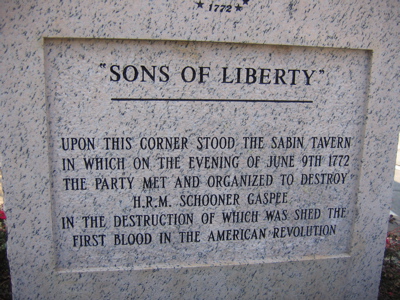 ★ 1772 ★
"SONS OF LIBERTY"
UPON THIS CORNER STOOD THE SABIN TAVERN
IN WHICH ON THE EVENING OF JUNE 9TH 1772
THE PARTY MET AND ORGANIZED TO DESTROY
H.R.M. SCHOONER GASPEE
IN THE DESTRUCTION OF WHICH WAS SHED THE
FIRST BLOOD IN THE AMERICAN REVOLUTION